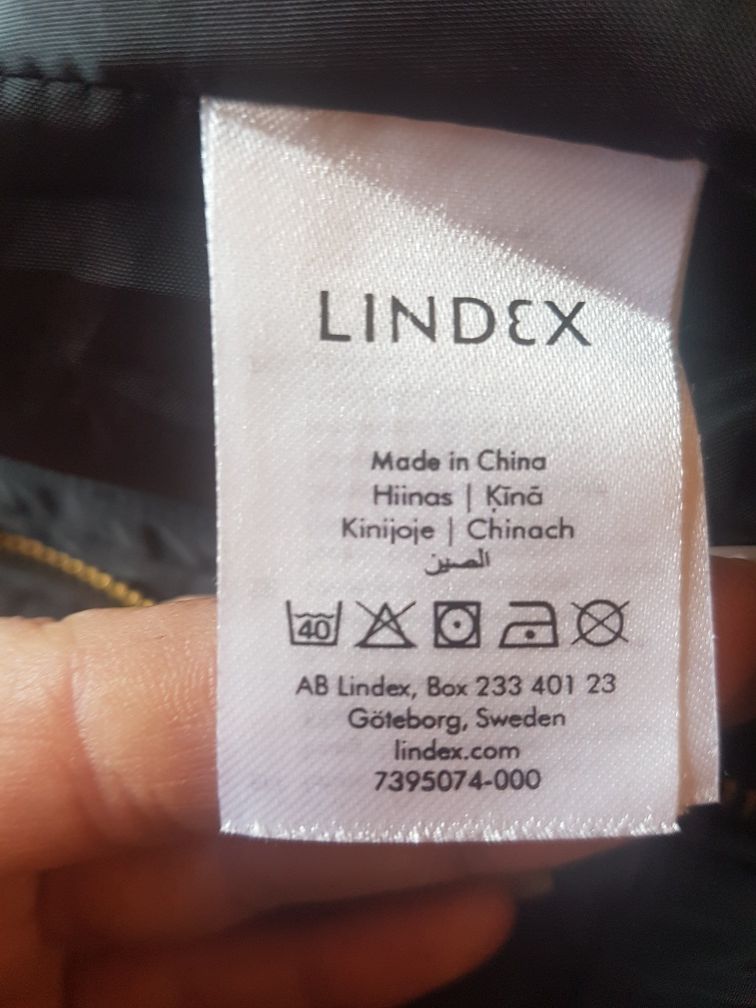 LINDEX
Made in China
Hiinas | Ķīnā
Kinijoje | Chinach
الصين
40
AB Lindex, Box 233 401 23
Göteborg, Sweden
lindex.com
7395074-000